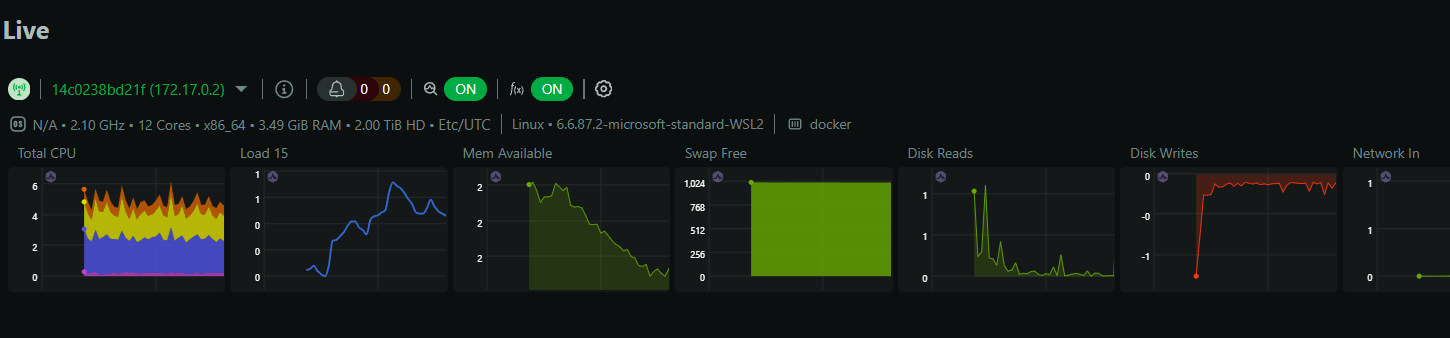 Live
14c0238bd21f (172.17.0.2) 0 0 ON f(x) ON
OS N/A • 2.10 GHz • 12 Cores • x86_64 • 3.49 GiB RAM • 2.00 TiB HD • Etc/UTC Linux • 6.6.87.2-microsoft-standard-WSL2 docker
Total CPU
6
4
2
0
Load 15
1
1
0
0
0
Mem Available
2
2
2
Swap Free
1,024
768
512
256
0
Disk Reads
1
1
0
Disk Writes
0
-0
-1
Network In
1
1
0